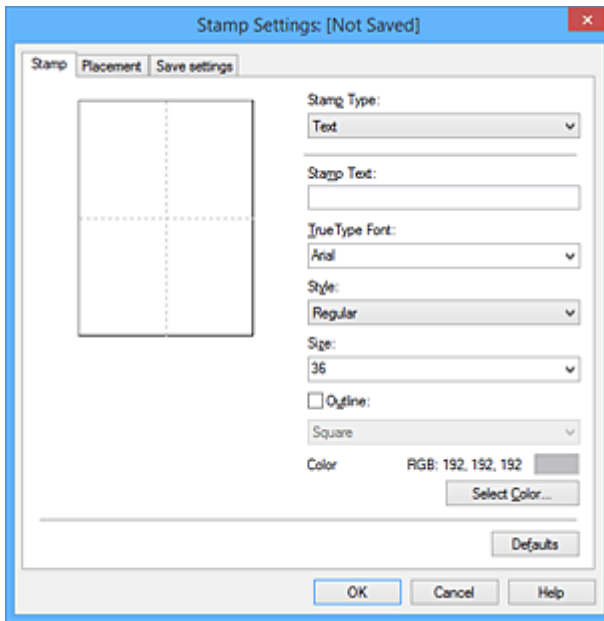 Stamp Settings: [Not Saved]
Stamp Placement Save settings
Stamp Type:
Text
Stamp Text:
TrueType Font:
Arial
Style:
Regular
Size:
36
Outline:
Square
Color RGB: 192, 192, 192
Select Color...
Defaults
OK Cancel Help